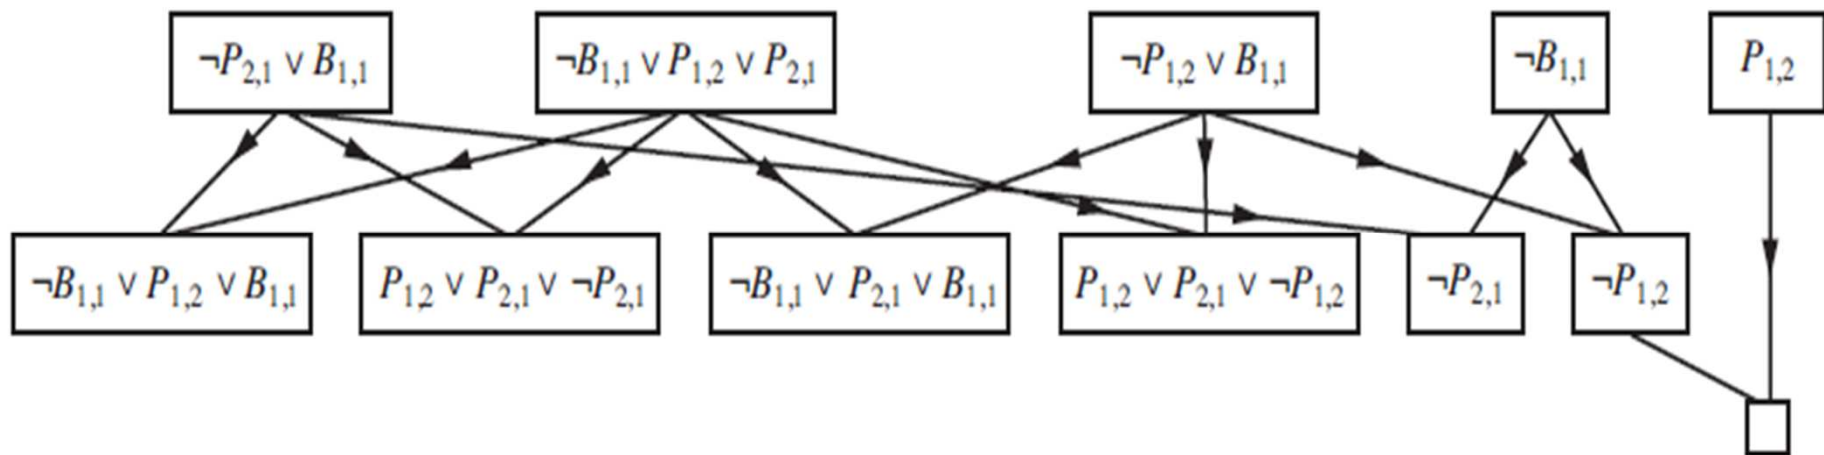 ¬P2,1 ∨ B1,1 ¬B1,1 ∨ P1,2 ∨ P2,1 ¬P1,2 ∨ B1,1 ¬B1,1 P1,2
¬B1,1 ∨ P1,2 ∨ B1,1 P1,2 ∨ P2,1 ∨ ¬P2,1 ¬B1,1 ∨ P2,1 ∨ B1,1 P1,2 ∨ P2,1 ∨ ¬P1,2 ¬P2,1 ¬P1,2